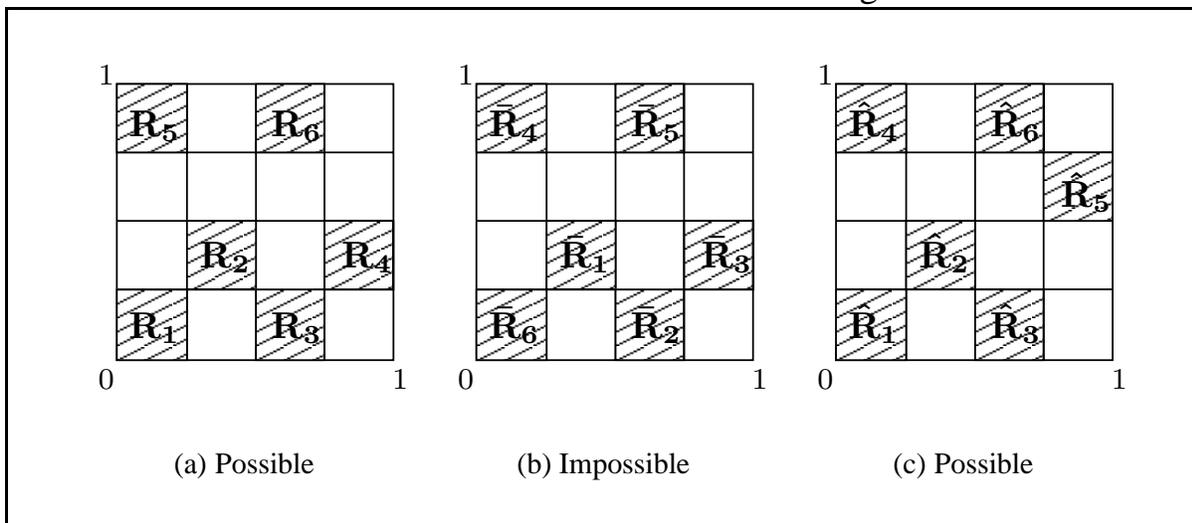 1 1 1
R₅ R₆ R̄₄ R̄₅ R̂₄ R̂₆
R̂₅
R₂ R₄ R̄₁ R̄₃ R̂₂
R₁ R₃ R̄₆ R̄₂ R̂₁ R̂₃
0 1 0 1 0 1
(a) Possible (b) Impossible (c) Possible